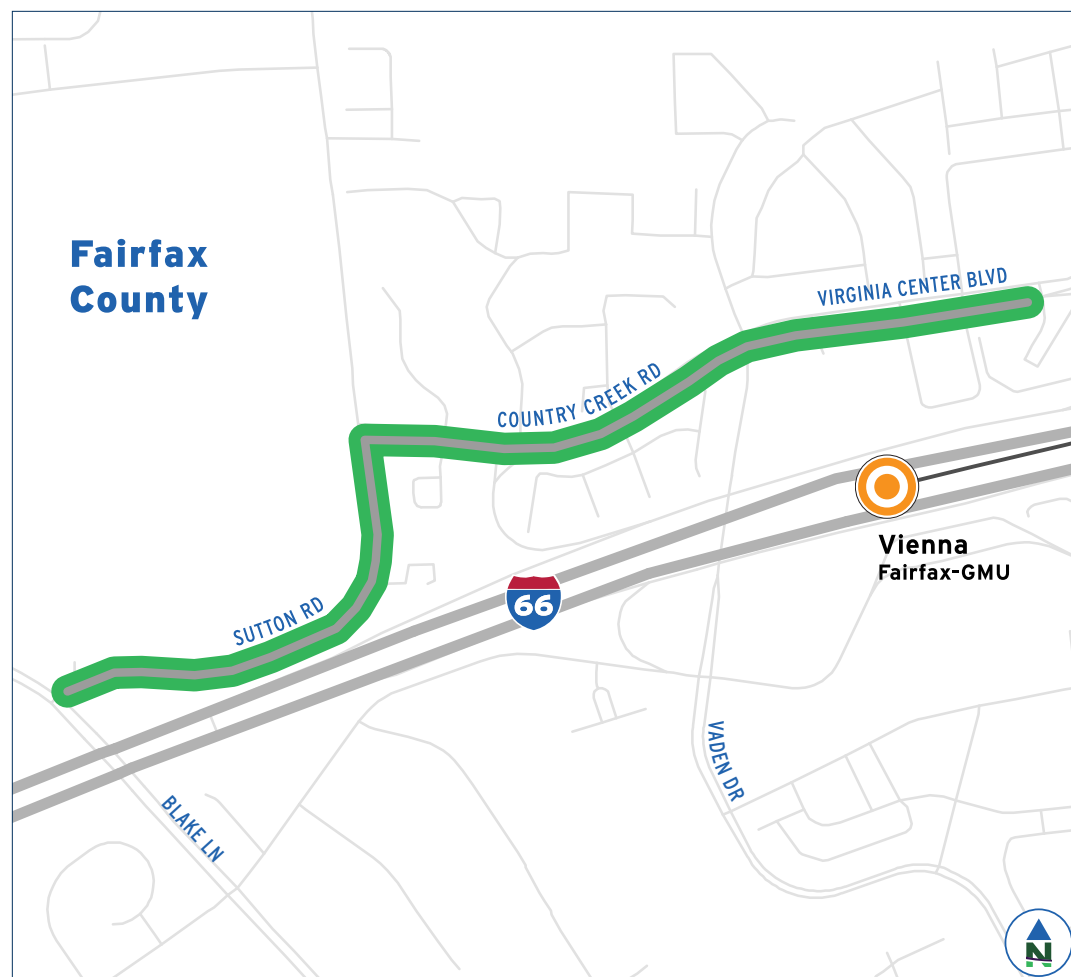 Fairfax
County
VIRGINIA CENTER BLVD
COUNTRY CREEK RD
Vienna
Fairfax-GMU
66
SUTTON RD
VADEN DR
BLAKE LN
N